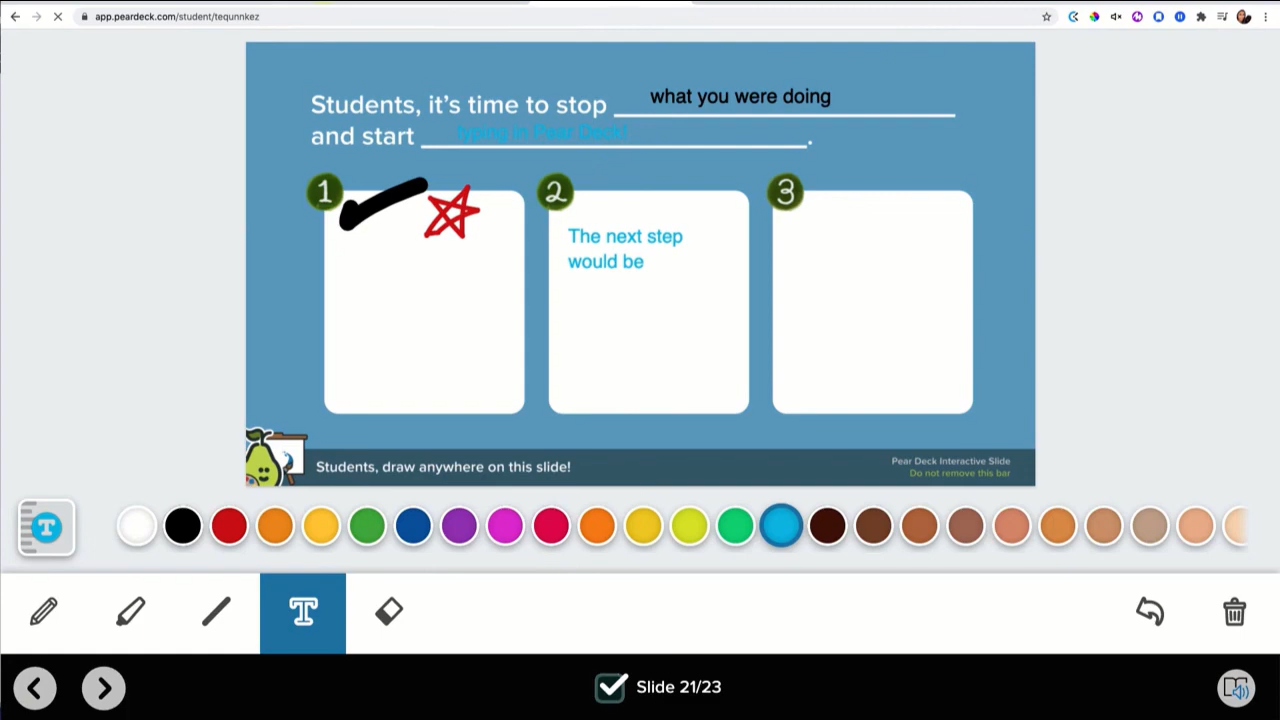 app.peardeck.com/student/tequnnkez
Students, it's time to stop what you were doing
and start typing in Pear Deck! .
1
2
3
The next step
would be
Students, draw anywhere on this slide!
Pear Deck Interactive Slide
Do not remove this bar
T
T
Slide 21/23